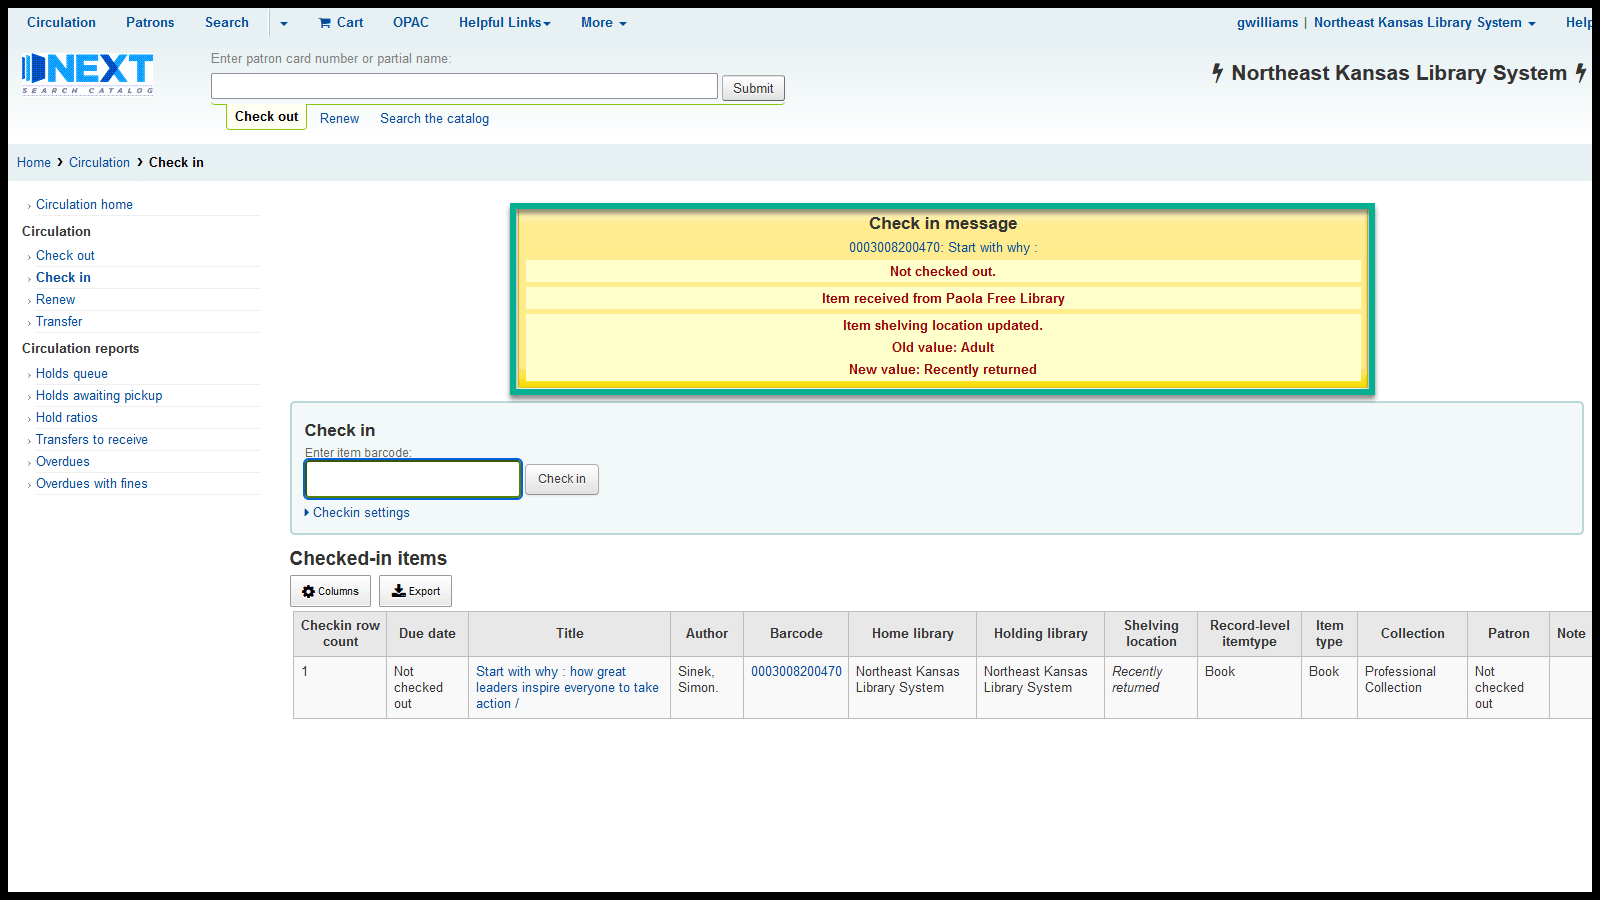 Circulation Patrons Search Cart OPAC Helpful Links More gwilliams | Northeast Kansas Library System
NEXT
SEARCH CATALOG
Enter patron card number or partial name:
Submit
Northeast Kansas Library System
Check out Renew Search the catalog
Home › Circulation › Check in
› Circulation home
Circulation
› Check out
› Check in
› Renew
› Transfer
Circulation reports
› Holds queue
› Holds awaiting pickup
› Hold ratios
› Transfers to receive
› Overdues
› Overdues with fines
Check in message
0003008200470: Start with why :
Not checked out.
Item received from Paola Free Library
Item shelving location updated.
Old value: Adult
New value: Recently returned
Check in
Enter item barcode:
Check in
Checkin settings
Checked-in items
Columns Export
Checkin row count Due date Title Author Barcode Home library Holding library Shelving location Record-level itemtype Item type Collection Patron Note
1 Not checked out Start with why : how great leaders inspire everyone to take action / Sinek, Simon. 0003008200470 Northeast Kansas Library System Northeast Kansas Library System Recently returned Book Book Professional Collection Not checked out